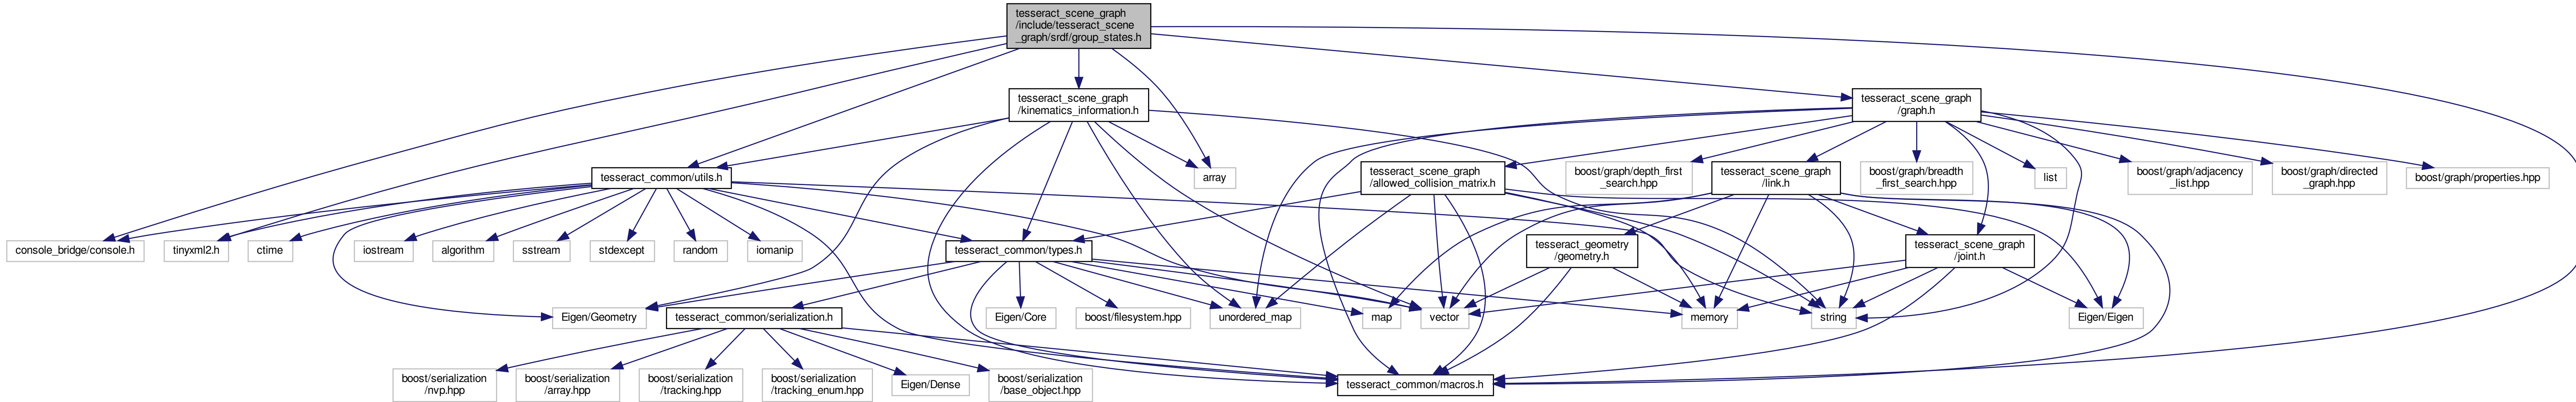 tesseract_scene_graph
/include/tesseract_scene
_graph/srdf/group_states.h
tesseract_scene_graph
/kinematics_information.h
tesseract_scene_graph
/graph.h
tesseract_common/utils.h
array
tesseract_scene_graph
/allowed_collision_matrix.h
boost/graph/depth_first
_search.hpp
tesseract_scene_graph
/link.h
boost/graph/breadth
_first_search.hpp
list
boost/graph/adjacency
_list.hpp
boost/graph/directed
_graph.hpp
boost/graph/properties.hpp
console_bridge/console.h
tinyxml2.h
ctime
iostream
algorithm
sstream
stdexcept
random
iomanip
tesseract_common/types.h
tesseract_geometry
/geometry.h
tesseract_scene_graph
/joint.h
Eigen/Geometry
tesseract_common/serialization.h
Eigen/Core
boost/filesystem.hpp
unordered_map
map
vector
memory
string
Eigen/Eigen
boost/serialization
/nvp.hpp
boost/serialization
/array.hpp
boost/serialization
/tracking.hpp
boost/serialization
/tracking_enum.hpp
Eigen/Dense
boost/serialization
/base_object.hpp
tesseract_common/macros.h